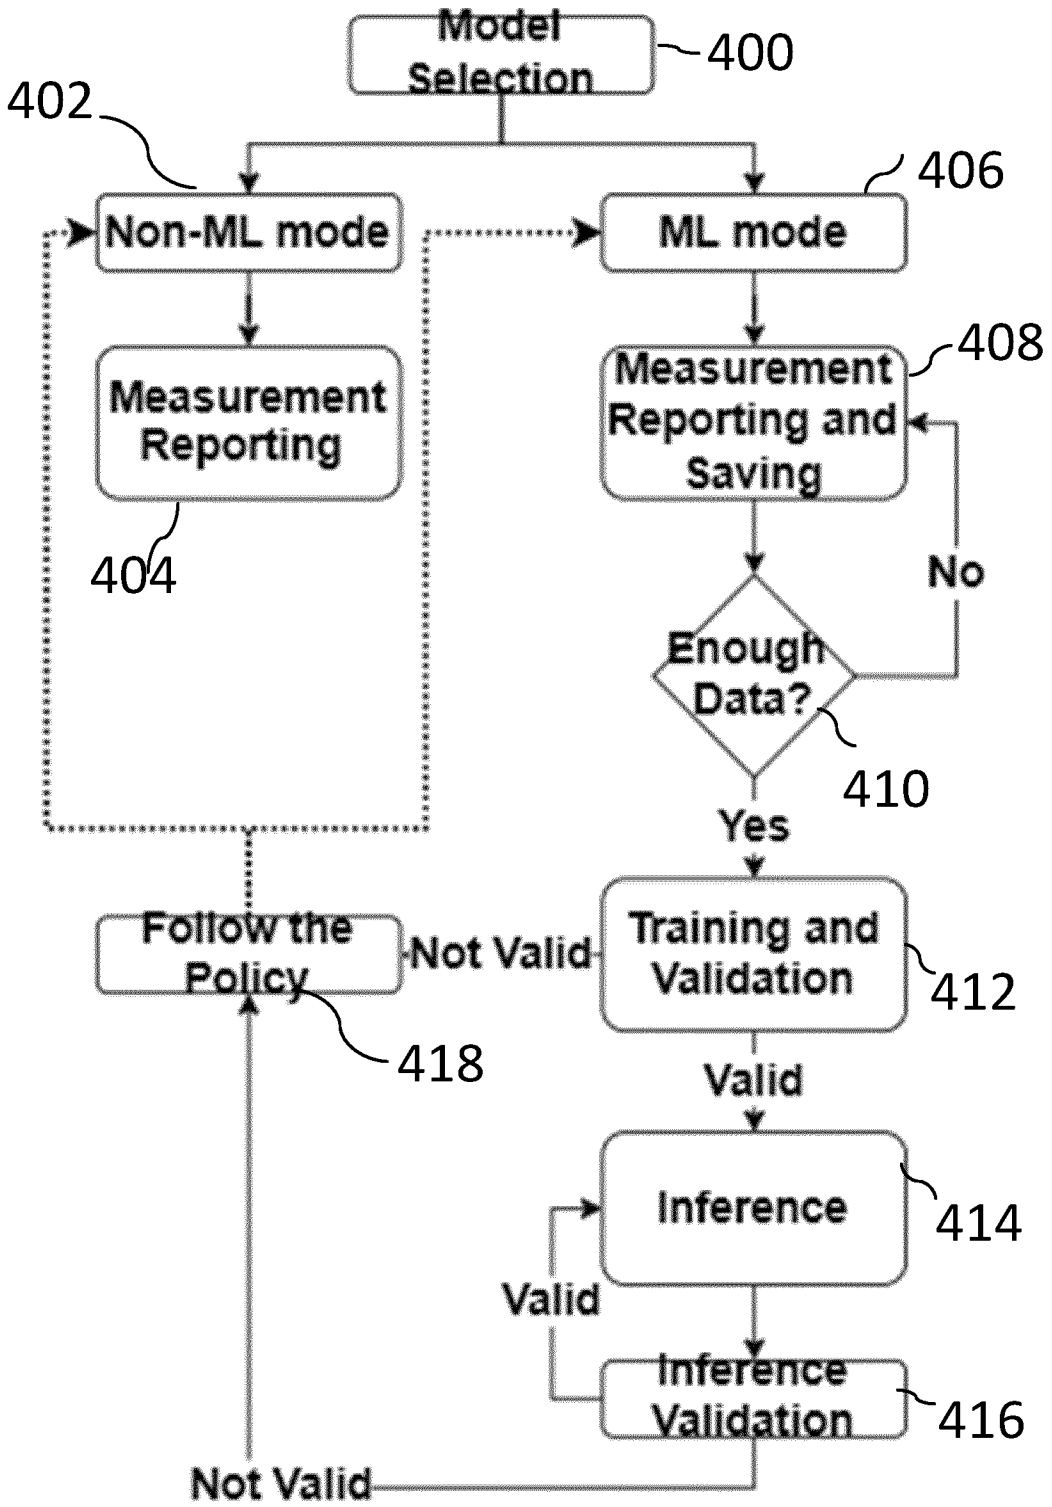 Model
Selection
400
402
406
Non-ML mode
ML mode
408
Measurement
Reporting
Measurement
Reporting and
Saving
404
No
Enough
Data?
410
Yes
Follow the
Policy
Not Valid
Training and
Validation
412
418
Valid
Inference
414
Valid
Inference
Validation
416
Not Valid